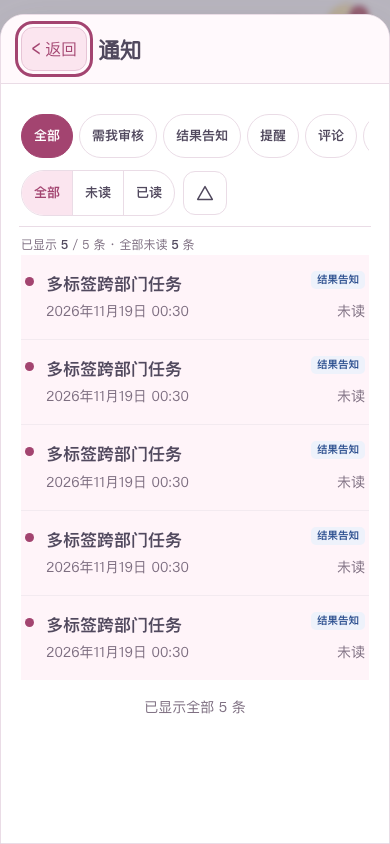 < 返回 通知
全部 需我审核 结果告知 提醒 评论
全部 未读 已读
已显示 5 / 5 条 · 全部未读 5 条
多标签跨部门任务 结果告知
2026年11月19日 00:30 未读
多标签跨部门任务 结果告知
2026年11月19日 00:30 未读
多标签跨部门任务 结果告知
2026年11月19日 00:30 未读
多标签跨部门任务 结果告知
2026年11月19日 00:30 未读
多标签跨部门任务 结果告知
2026年11月19日 00:30 未读
已显示全部 5 条